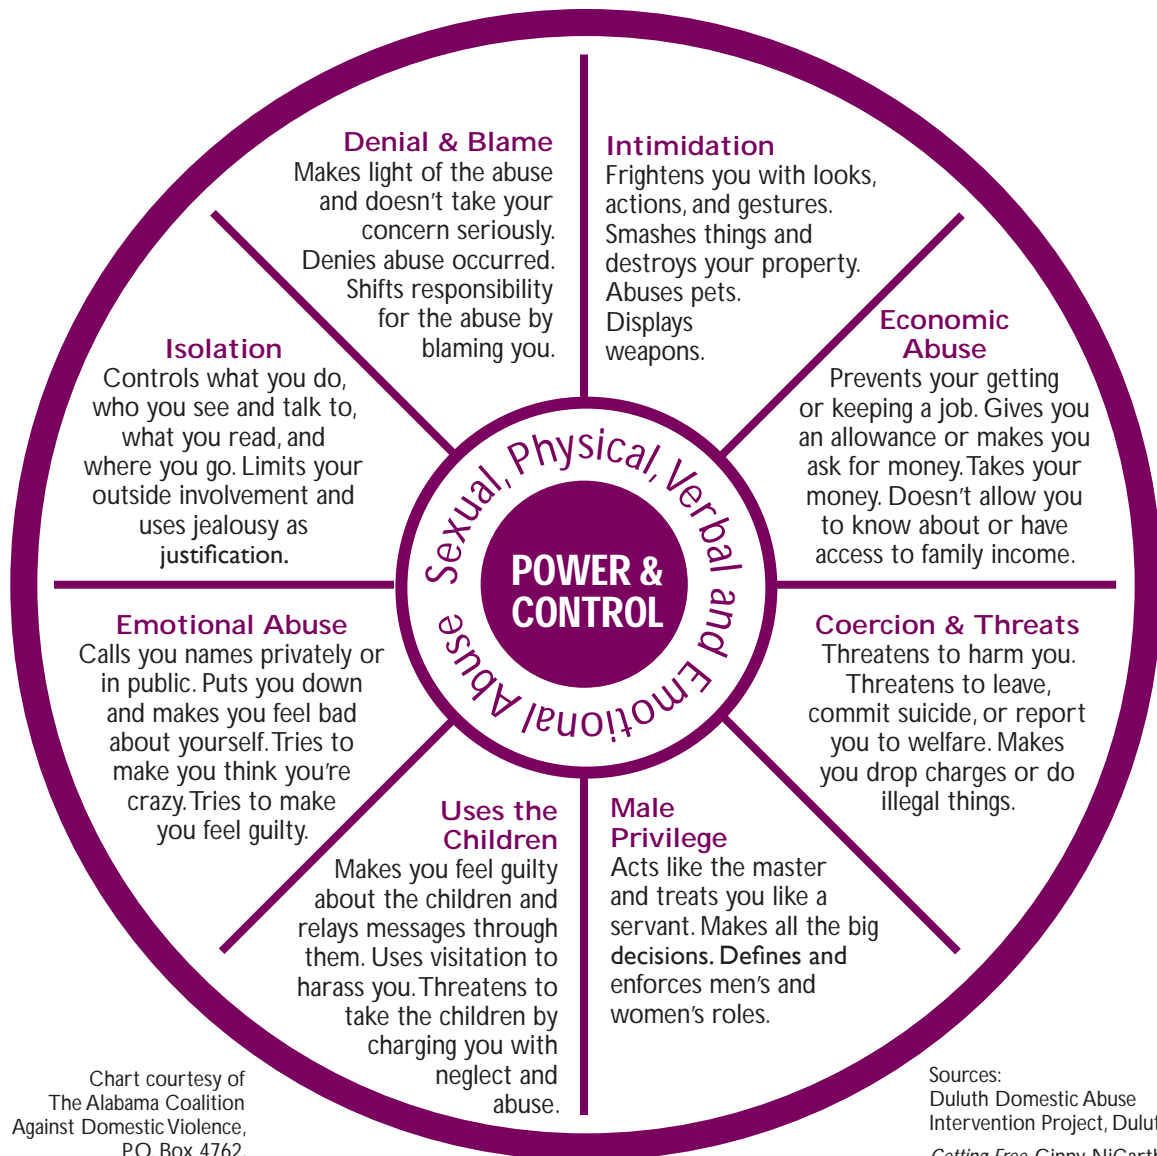 Denial & Blame
Makes light of the abuse
and doesn't take your
concern seriously.
Denies abuse occurred.
Shifts responsibility
for the abuse by
blaming you.
Intimidation
Frightens you with looks,
actions, and gestures.
Smashes things and
destroys your property.
Abuses pets.
Displays
weapons.
Economic
Abuse
Prevents your getting
or keeping a job. Gives you
an allowance or makes you
ask for money. Takes your
money. Doesn't allow you
to know about or have
access to family income.
Coercion & Threats
Threatens to harm you.
Threatens to leave,
commit suicide, or report
you to welfare. Makes
you drop charges or do
illegal things.
Male
Privilege
Acts like the master
and treats you like a
servant. Makes all the big
decisions. Defines and
enforces men's and
women's roles.
Uses the
Children
Makes you feel guilty
about the children and
relays messages through
them. Uses visitation to
harass you. Threatens to
take the children by
charging you with
neglect and
abuse.
Emotional Abuse
Calls you names privately or
in public. Puts you down
and makes you feel bad
about yourself. Tries to
make you think you're
crazy. Tries to make
you feel guilty.
Isolation
Controls what you do,
who you see and talk to,
what you read, and
where you go. Limits your
outside involvement and
uses jealousy as
justification.
Sexual, Physical, Verbal and Emotional Abuse
POWER &
CONTROL
Chart courtesy of
The Alabama Coalition
Against Domestic Violence,
P.O. Box 4762,
Sources:
Duluth Domestic Abuse
Intervention Project,
Getting Free, Ginny